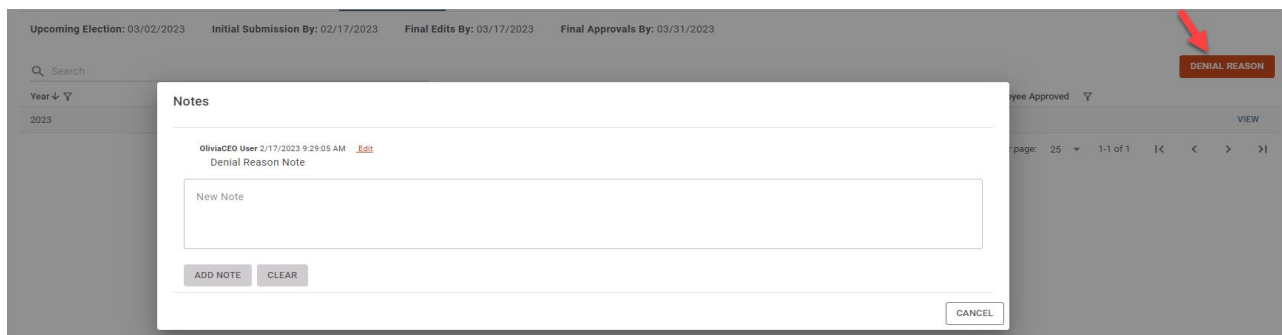 Upcoming Election: 03/02/2023 Initial Submission By: 02/17/2023 Final Edits By: 03/17/2023 Final Approvals By: 03/31/2023
Search
DENIAL REASON
Year
Approved
2023
VIEW
page: 25 1-1 of 1
Notes
OliviaCEO User 2/17/2023 9:29:05 AM Edit
Denial Reason Note
New Note
ADD NOTE CLEAR
CANCEL